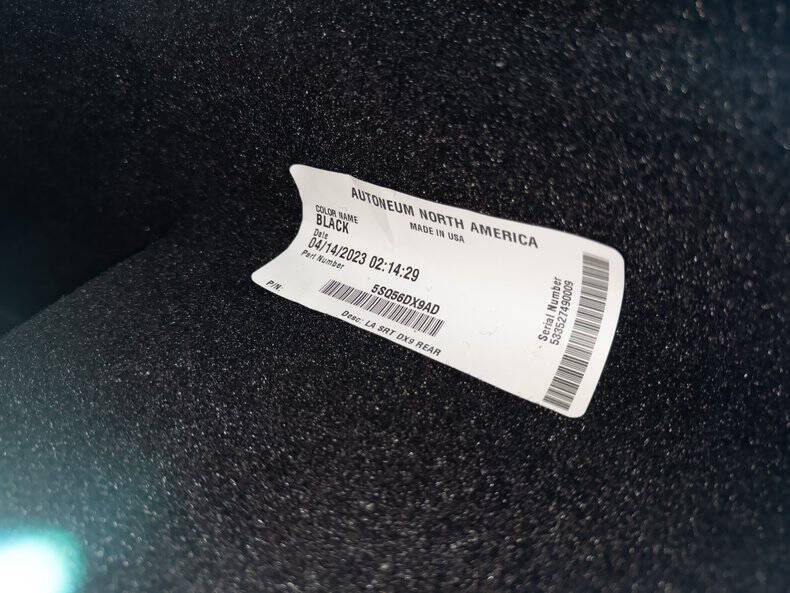 AUTONEUM NORTH AMERICA
MADE IN USA
COLOR NAME
BLACK
Date
04/14/2023 02:14:29
Part Number
5SQ56DX9AD
P/N
Desc: LA SRT DX9 REAR
Serial Number
533527490009